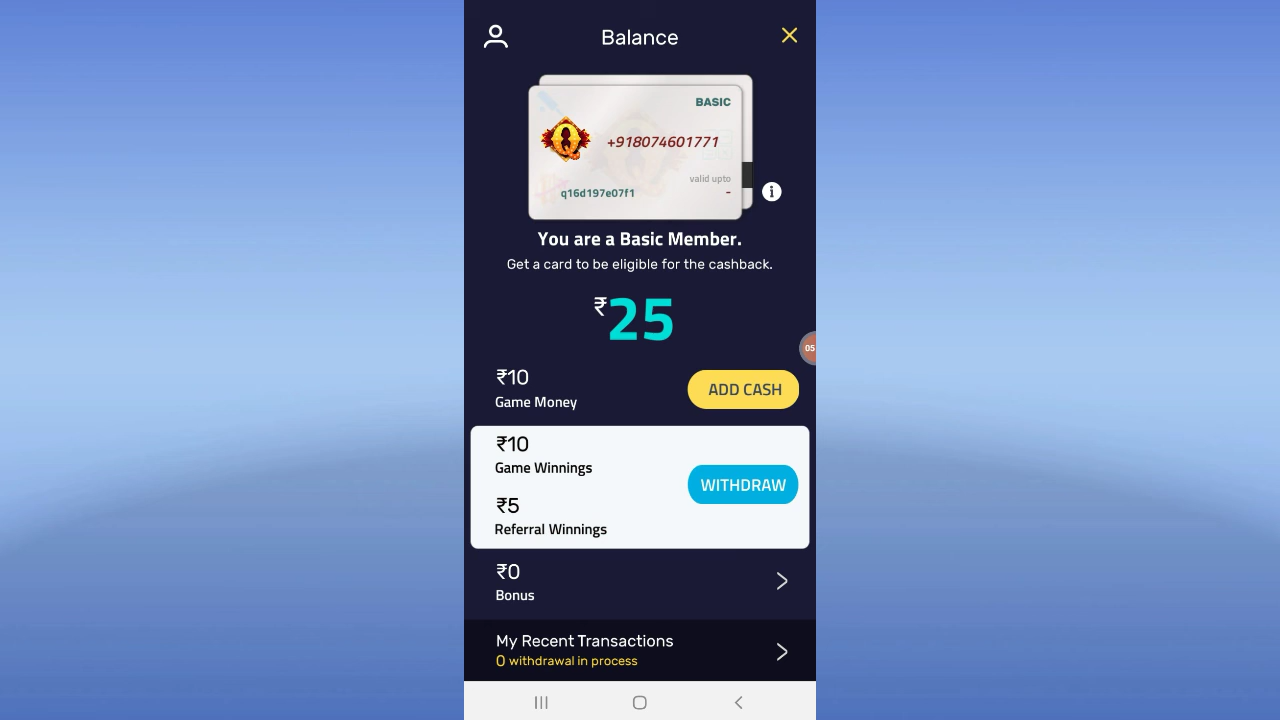 Balance
BASIC
+918074601771
valid upto
q16d197e07f1 -
You are a Basic Member.
Get a card to be eligible for the cashback.
₹25
₹10
Game Money
ADD CASH
₹10
Game Winnings
WITHDRAW
₹5
Referral Winnings
₹0
Bonus
My Recent Transactions
0 withdrawal in process
05